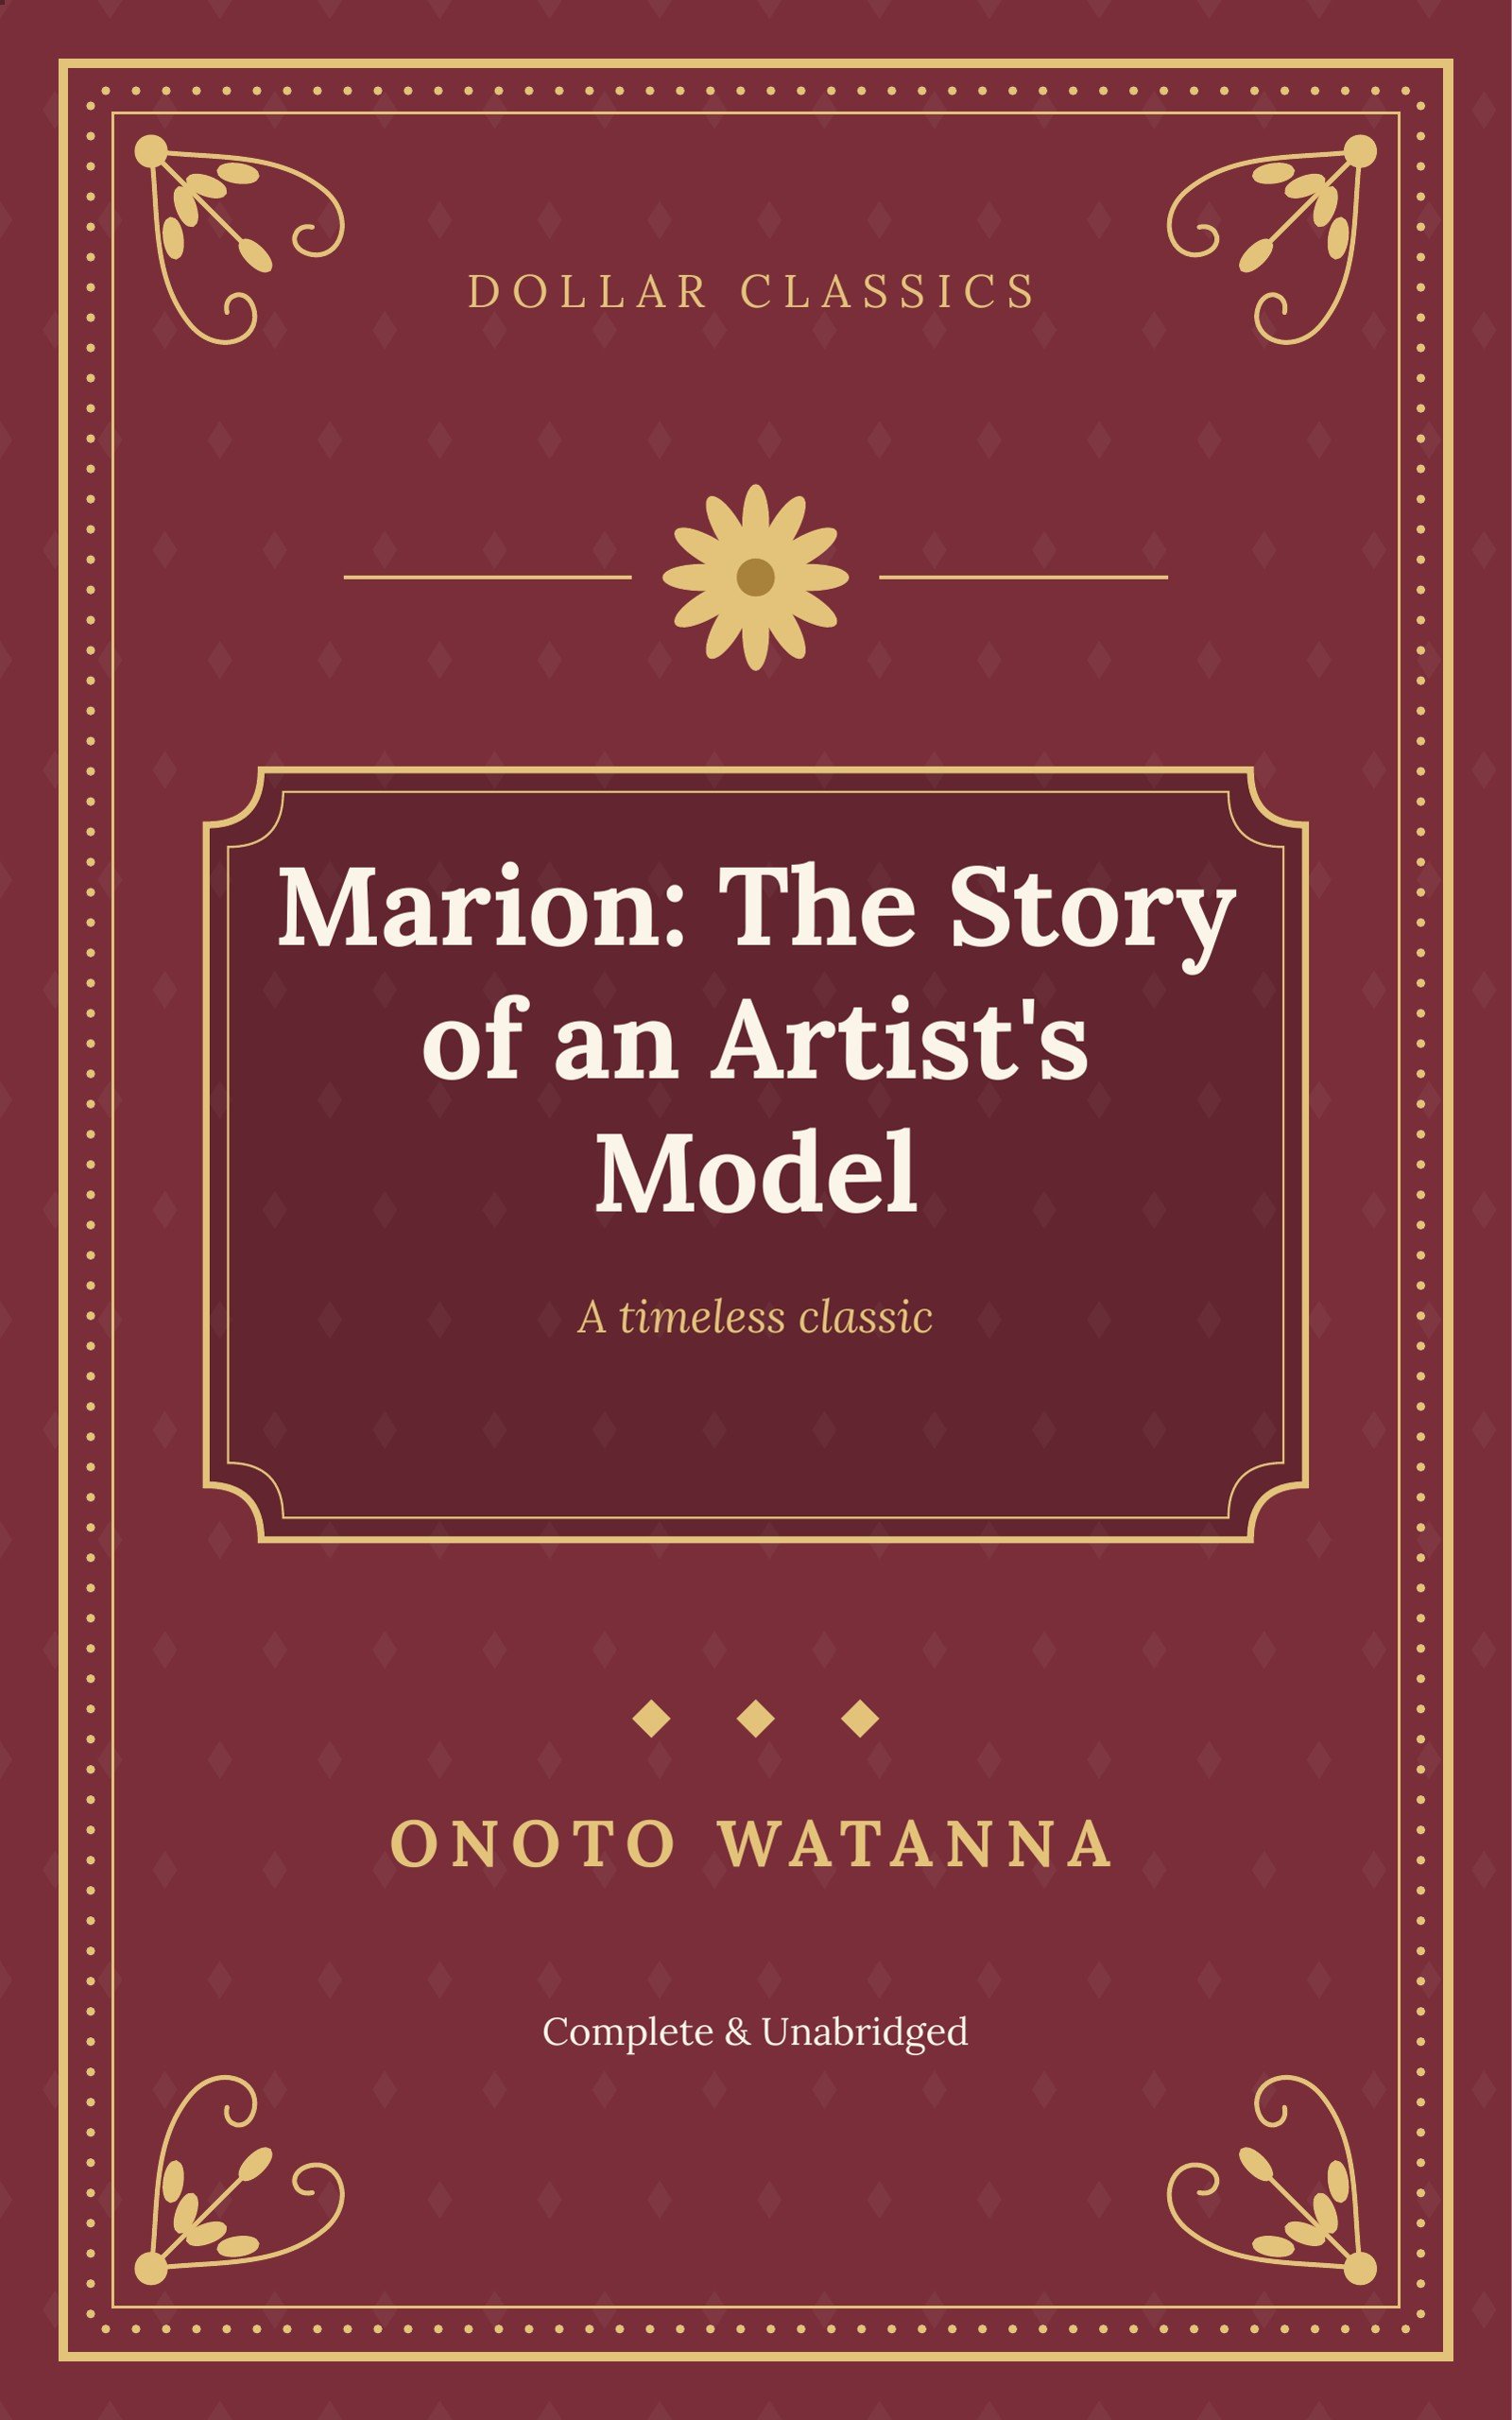 DOLLAR CLASSICS
Marion: The Story
of an Artist's
Model
A timeless classic
ONOTO WATANNA
Complete & Unabridged